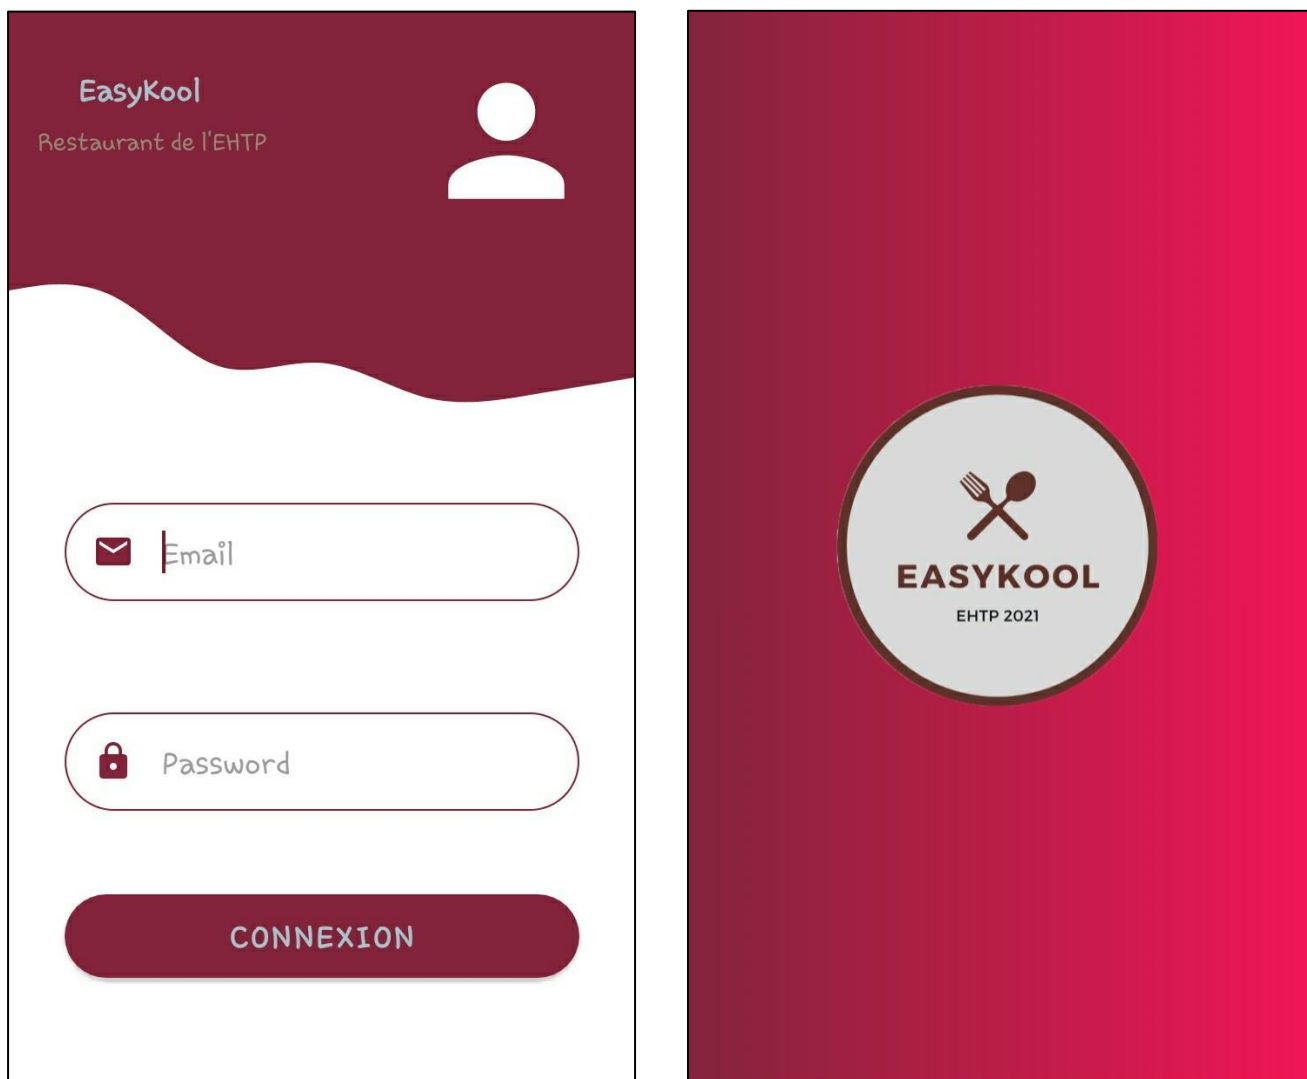 EasyKool
Restaurant de l'EHTP
Email
Password
CONNEXION
EASYKOOL
EHTP 2021